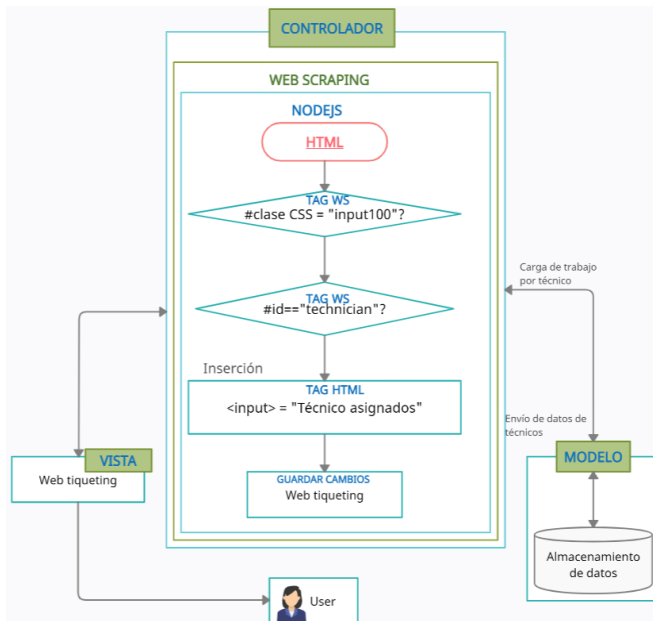 CONTROLADOR
WEB SCRAPING
NODEJS
HTML
TAG WS
#clase CSS = "input100"?
TAG WS
#id=="technician"?
Inserción
TAG HTML
<input> = "Técnico asignados"
GUARDAR CAMBIOS
Web tiqueting
Carga de trabajo
por técnico
Envío de datos de
técnicos
VISTA
Web tiqueting
MODELO
Almacenamiento
de datos
User